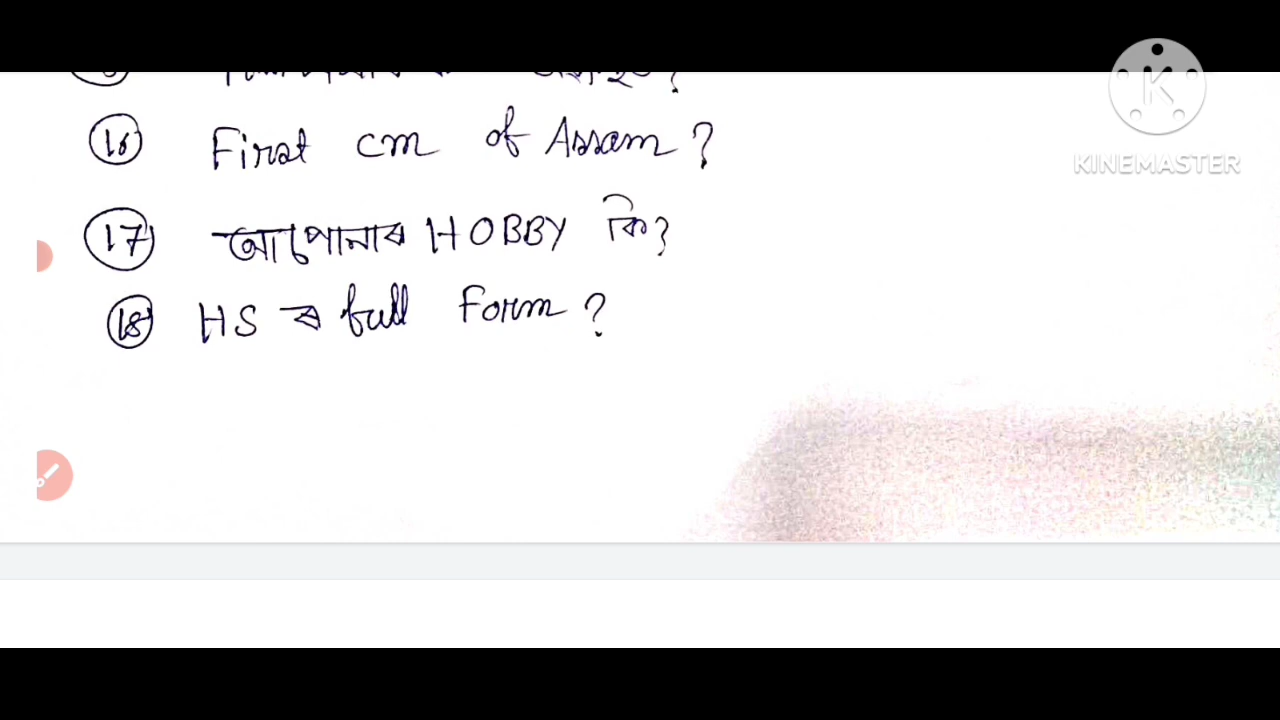 KINEMASTER
16 First cm of Assam ?
17 আপোনাৰ HOBBY কি?
18 HS ৰ full Form ?